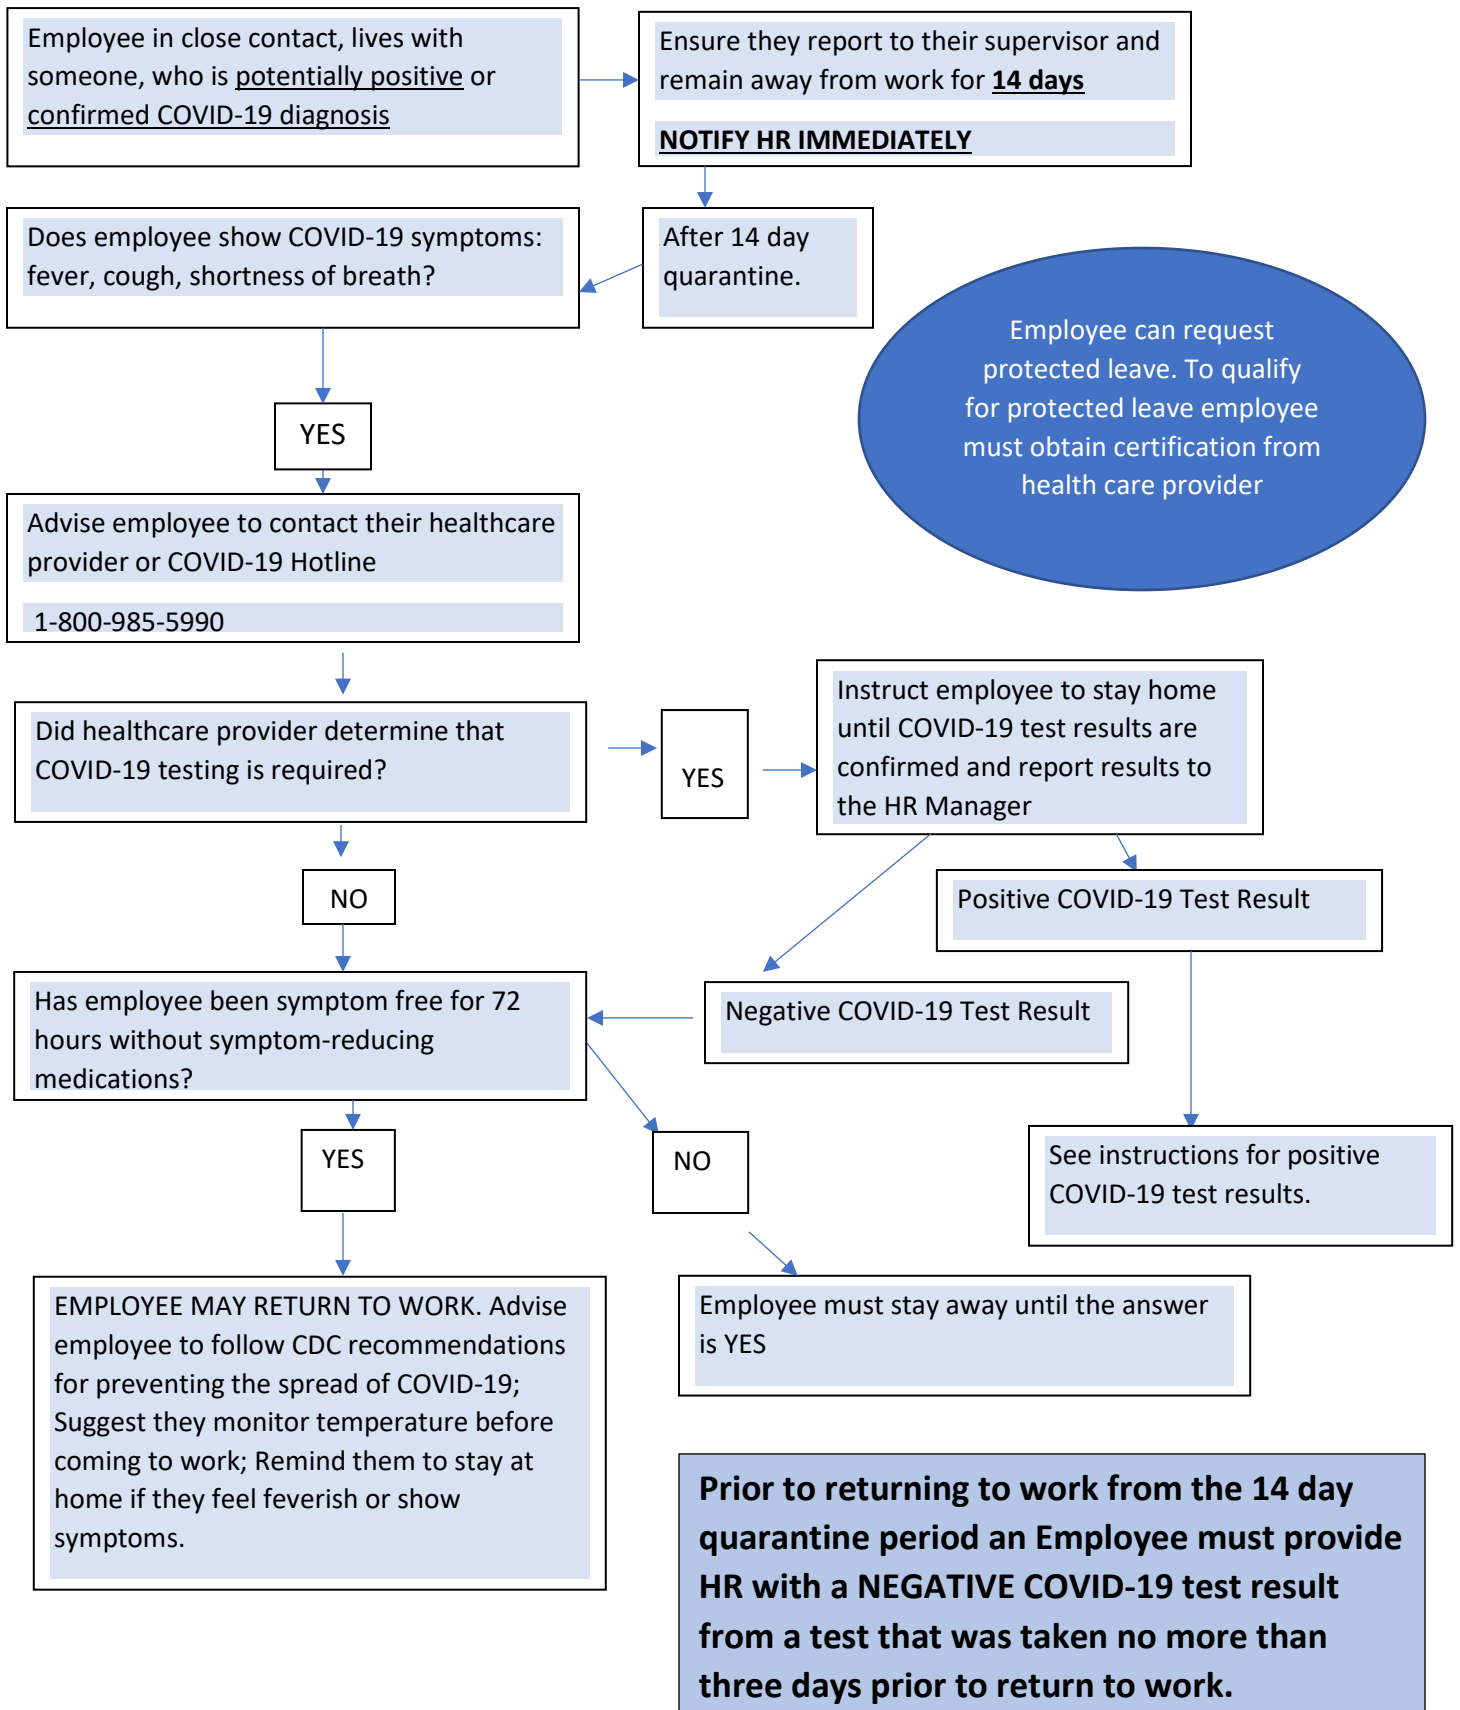 Employee in close contact, lives with
someone, who is potentially positive or
confirmed COVID-19 diagnosis
Ensure they report to their supervisor and
remain away from work for 14 days
NOTIFY HR IMMEDIATELY
Does employee show COVID-19 symptoms:
fever, cough, shortness of breath?
After 14 day
quarantine.
Employee can request
protected leave. To qualify
for protected leave employee
must obtain certification from
health care provider
YES
Advise employee to contact their healthcare
provider or COVID-19 Hotline
1-800-985-5990
Did healthcare provider determine that
COVID-19 testing is required?
YES
Instruct employee to stay home
until COVID-19 test results are
confirmed and report results to
the HR Manager
NO
Positive COVID-19 Test Result
Has employee been symptom free for 72
hours without symptom-reducing
medications?
Negative COVID-19 Test Result
YES
NO
See instructions for positive
COVID-19 test results.
EMPLOYEE MAY RETURN TO WORK. Advise
employee to follow CDC recommendations
for preventing the spread of COVID-19;
Suggest they monitor temperature before
coming to work; Remind them to stay at
home if they feel feverish or show
symptoms.
Employee must stay away until the answer
is YES
Prior to returning to work from the 14 day
quarantine period an Employee must provide
HR with a NEGATIVE COVID-19 test result
from a test that was taken no more than
three days prior to return to work.